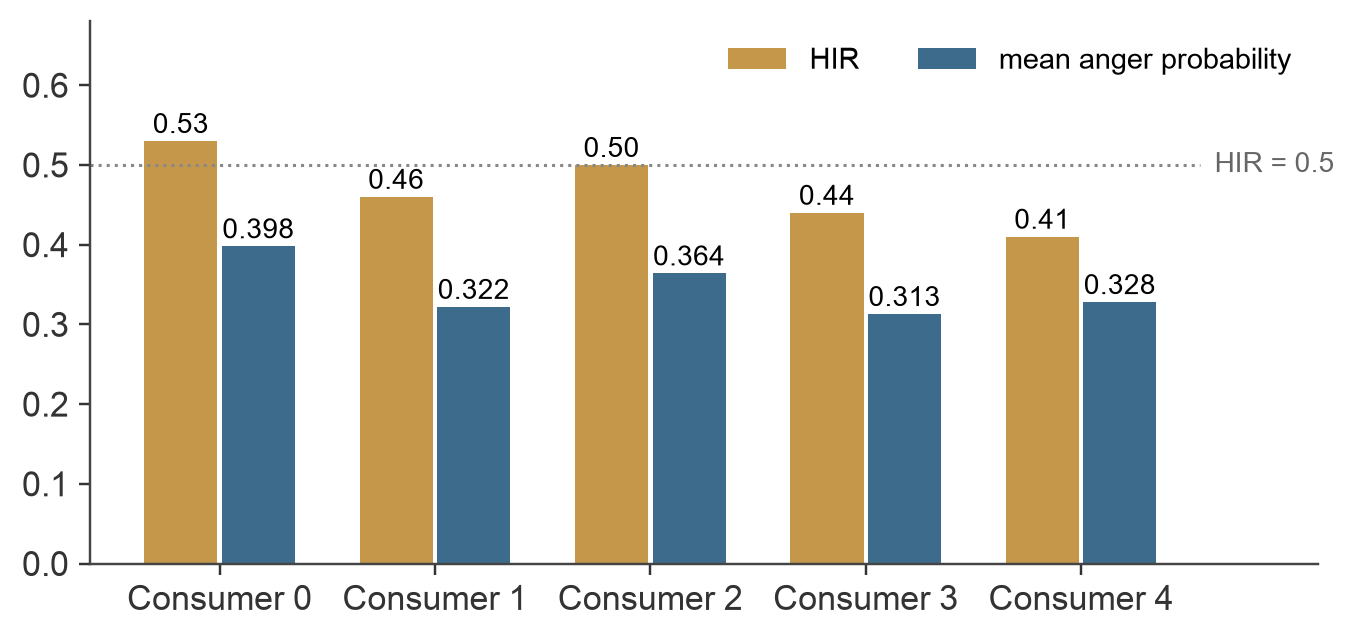 HIR
mean anger probability
0.6
0.5
0.4
0.3
0.2
0.1
0.0
0.53
0.398
0.46
0.322
0.50
0.364
0.44
0.313
0.41
0.328
HIR = 0.5
Consumer 0
Consumer 1
Consumer 2
Consumer 3
Consumer 4